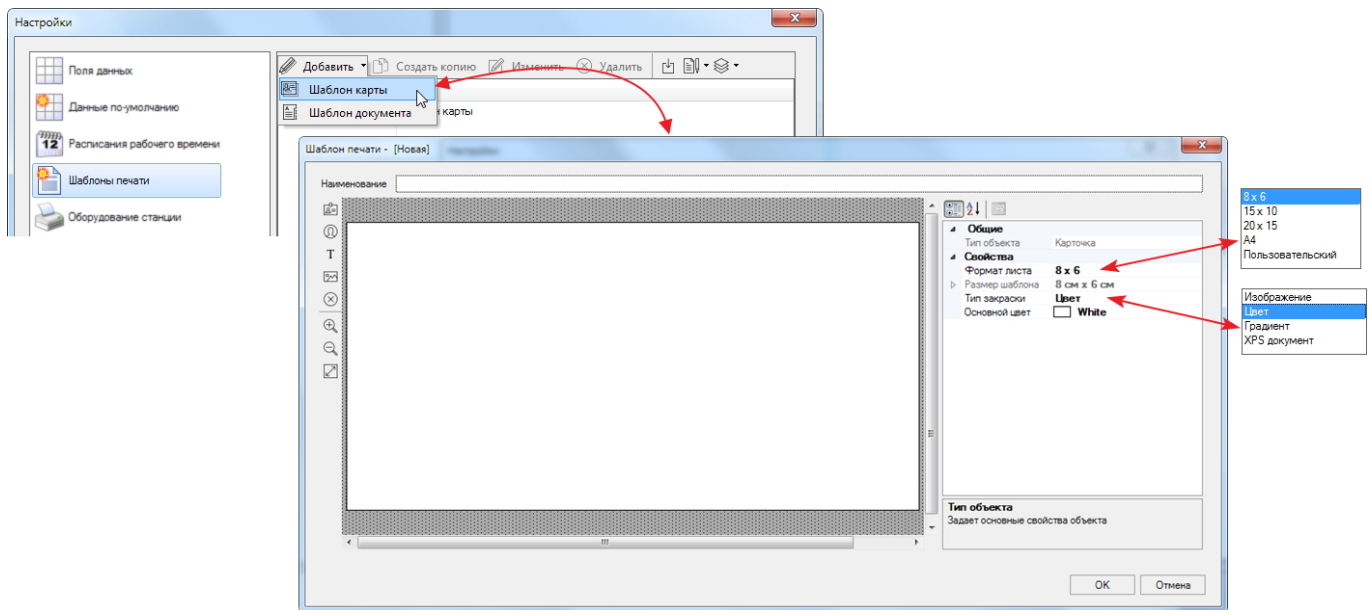 Настройки
Поля данных
Данные по-умолчанию
12
Расписания рабочего времени
Шаблоны печати
Оборудование станции
Добавить
Создать копию
Изменить
Удалить
Шаблон карты
Шаблон документа
карты
Шаблон печати - [Новая]
Наименование
T
Общие
Тип объекта Карточка
Свойства
Формат листа 8 x 6
Размер шаблона 8 см x 6 см
Тип закраски Цвет
Основной цвет White
Тип объекта
Задает основные свойства объекта
OK Отмена
8 x 6
15 x 10
20 x 15
A4
Пользовательский
Изображение
Цвет
Градиент
XPS документ